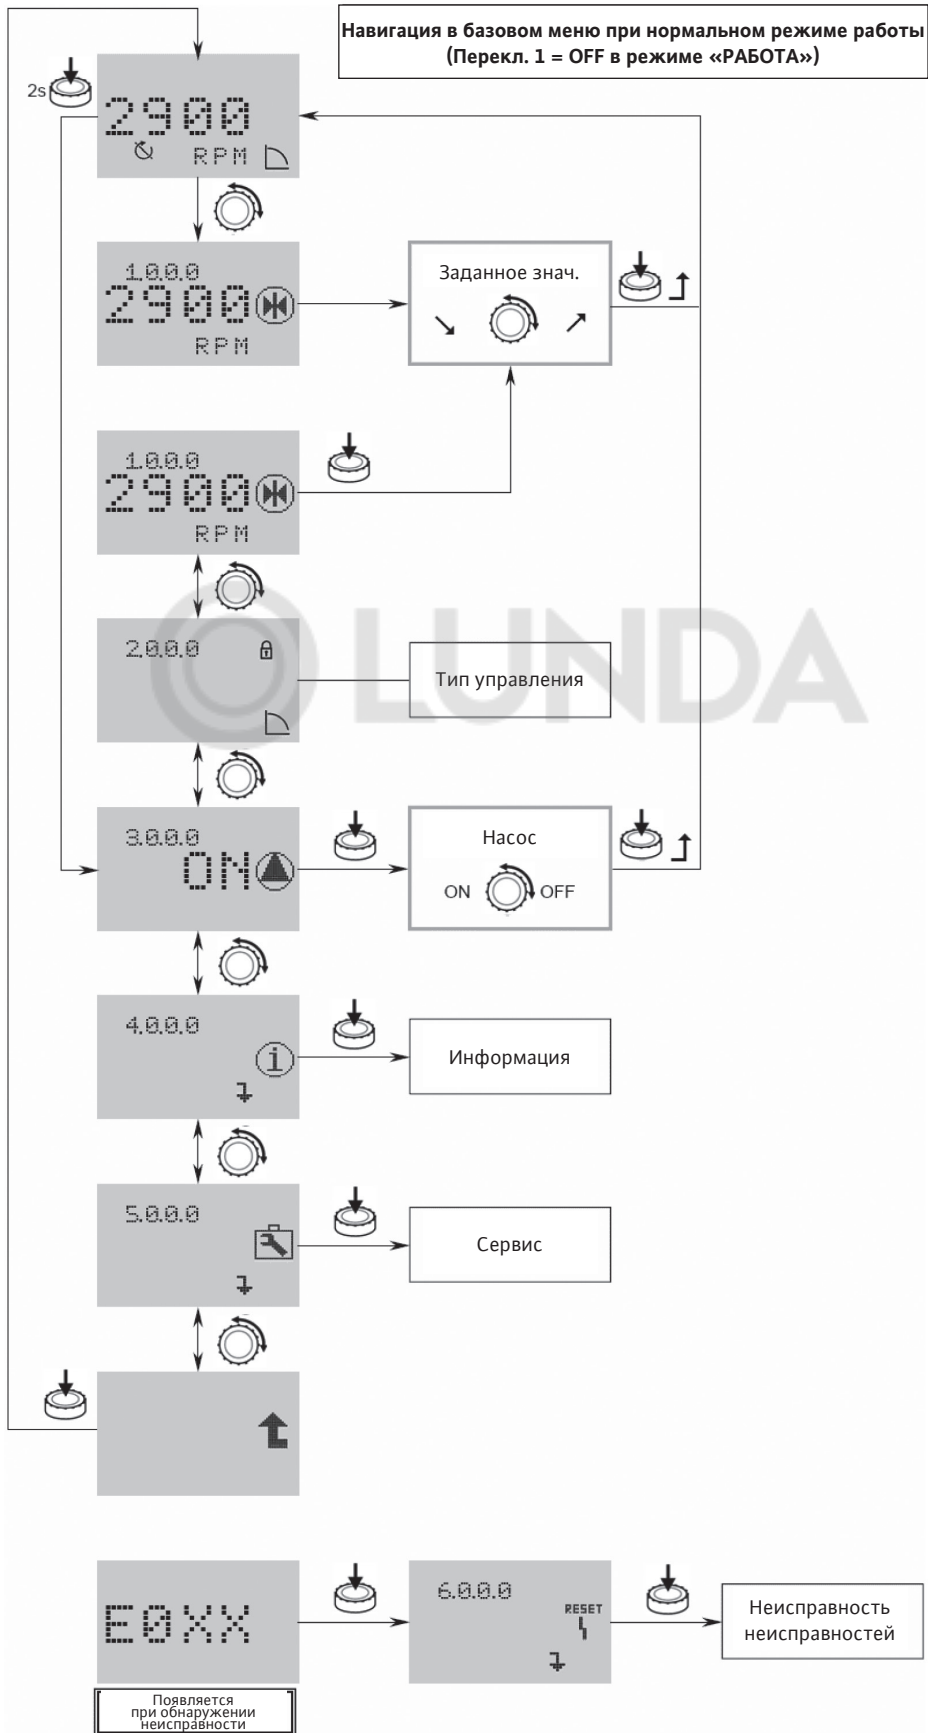 Навигация в базовом меню при нормальном режиме работы
(Перекл. 1 = OFF в режиме «РАБОТА»)
2s
2900
RPM
1.0.0.0
2900
RPM
Заданное знач.
1.0.0.0
2900
RPM
LUNDA
2.0.0.0
Тип управления
3.0.0.0
ON
Насос
ON OFF
4.0.0.0
i
Информация
5.0.0.0
Сервис
E0XX
6.0.0.0
RESET
Неисправность
неисправностей
Появляется
при обнаружении
неисправности